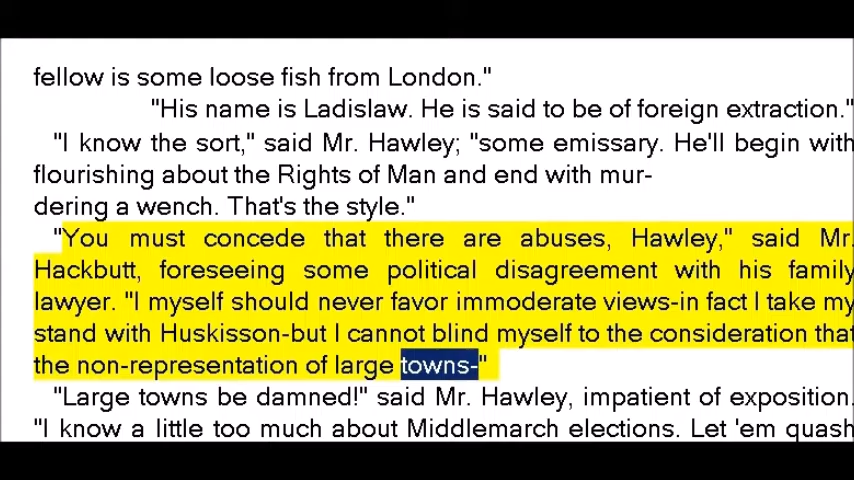 fellow is some loose fish from London."
"His name is Ladislaw. He is said to be of foreign extraction."
"I know the sort," said Mr. Hawley; "some emissary. He'll begin with
flourishing about the Rights of Man and end with mur-
dering a wench. That's the style."
"You must concede that there are abuses, Hawley," said Mr.
Hackbutt, foreseeing some political disagreement with his family
lawyer. "I myself should never favor immoderate views-in fact I take my
stand with Huskisson-but I cannot blind myself to the consideration that
the non-representation of large towns-"
"Large towns be damned!" said Mr. Hawley, impatient of exposition.
"I know a little too much about Middlemarch elections. Let 'em quash